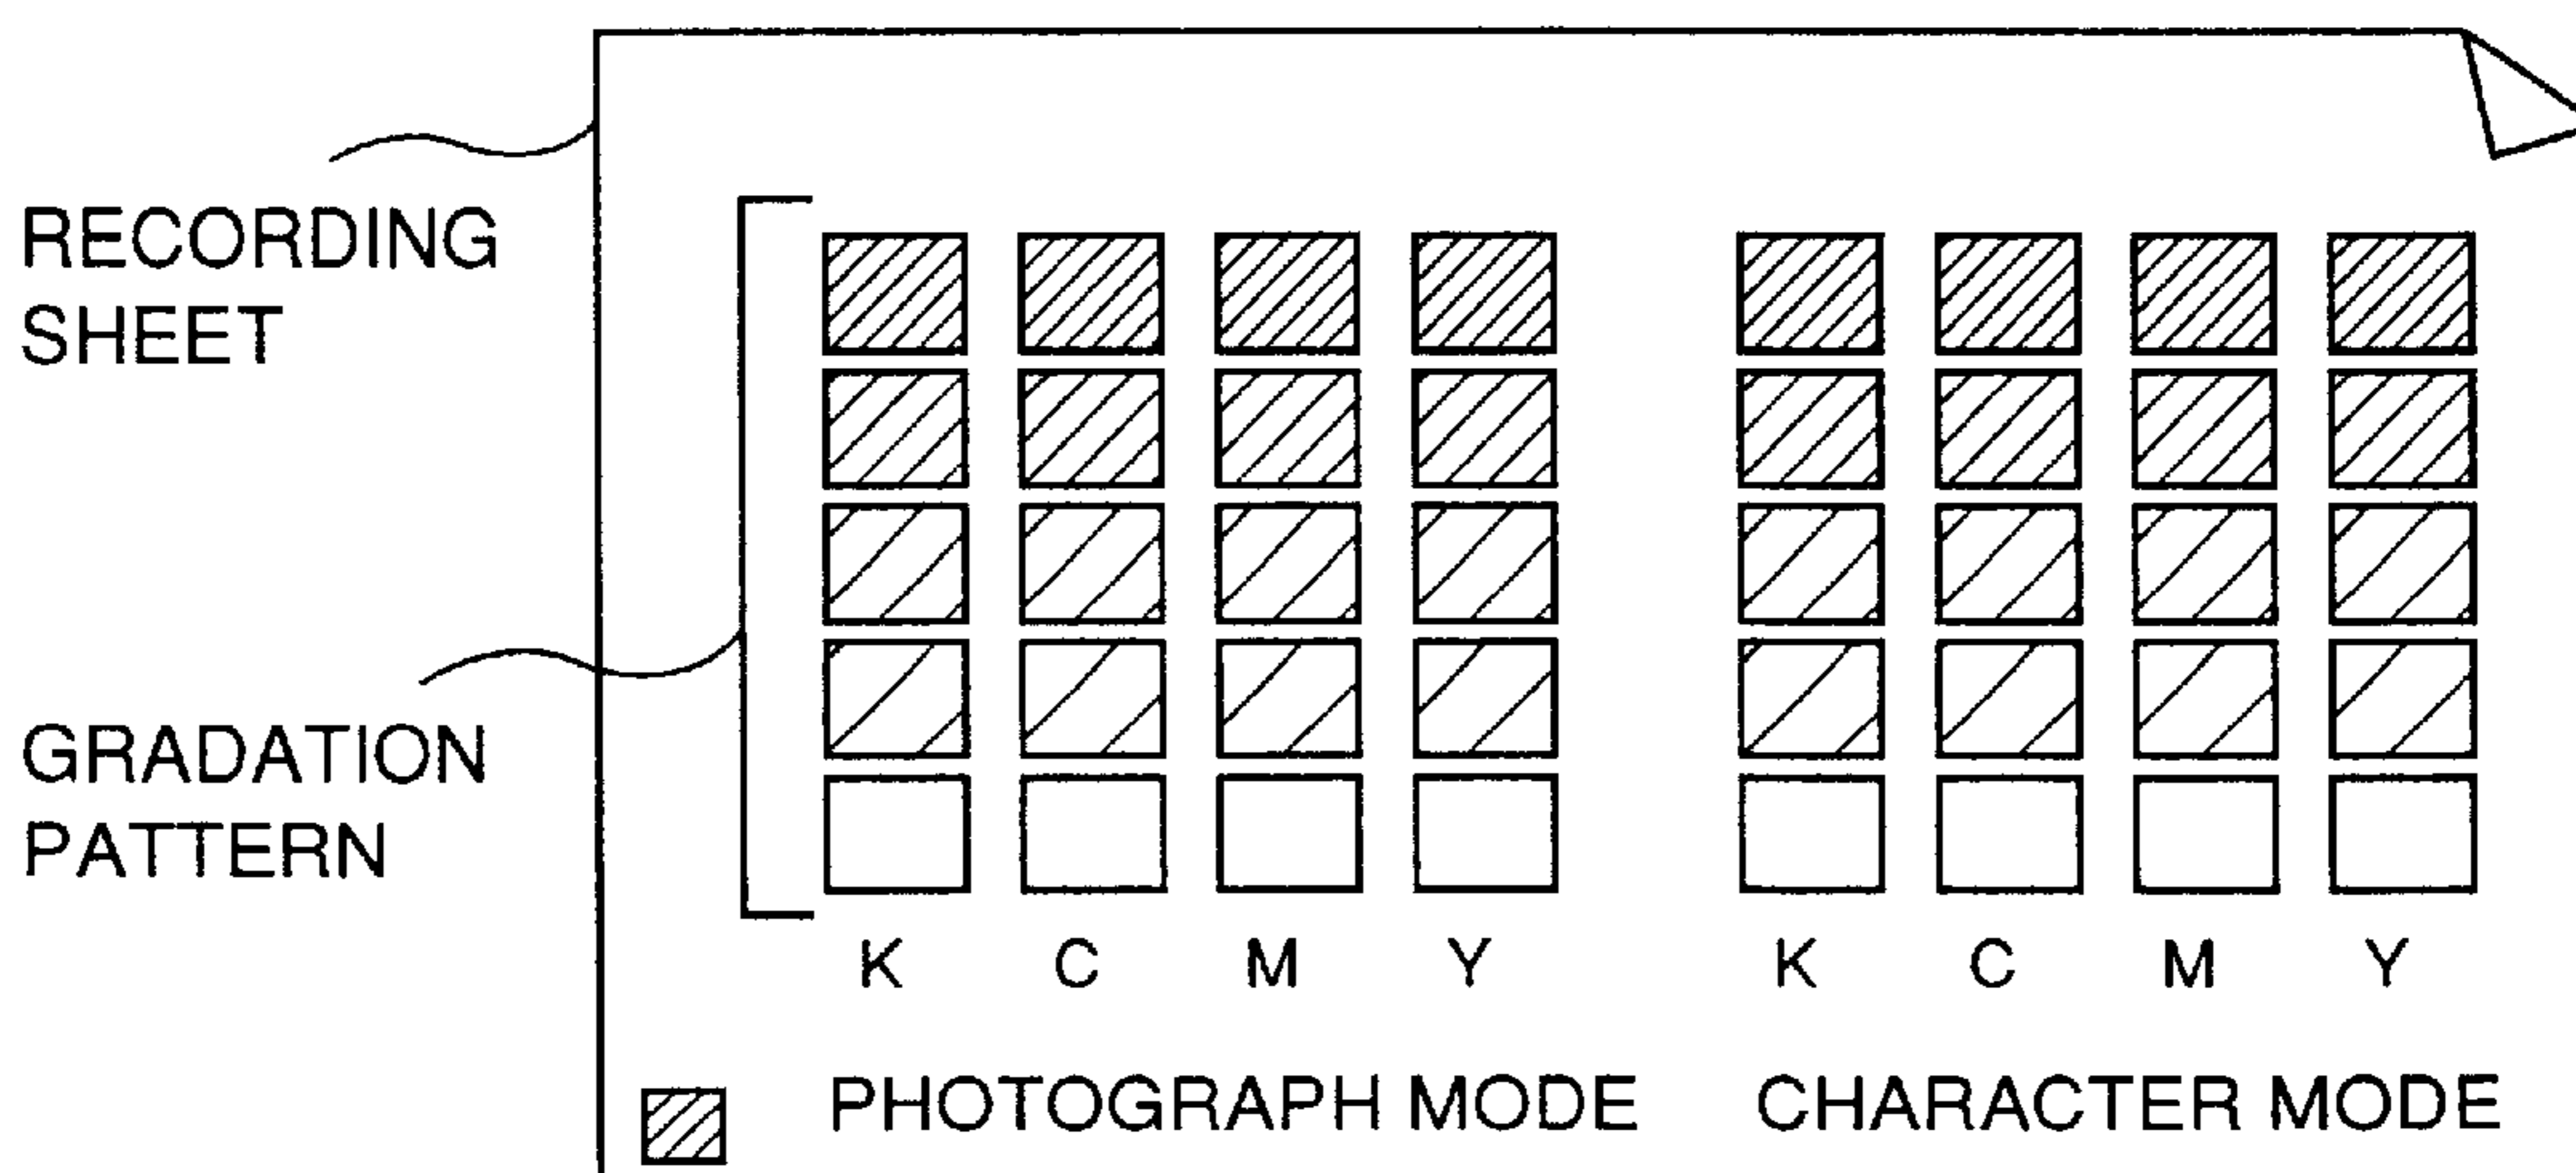 RECORDING
SHEET
GRADATION
PATTERN
K C M Y K C M Y
PHOTOGRAPH MODE CHARACTER MODE